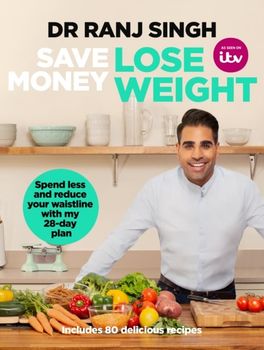 DR RANJ SINGH
SAVE LOSE
MONEY WEIGHT
AS SEEN ON
itv
Spend less
and reduce
your waistline
with my
28-day
plan
Includes 80 delicious recipes